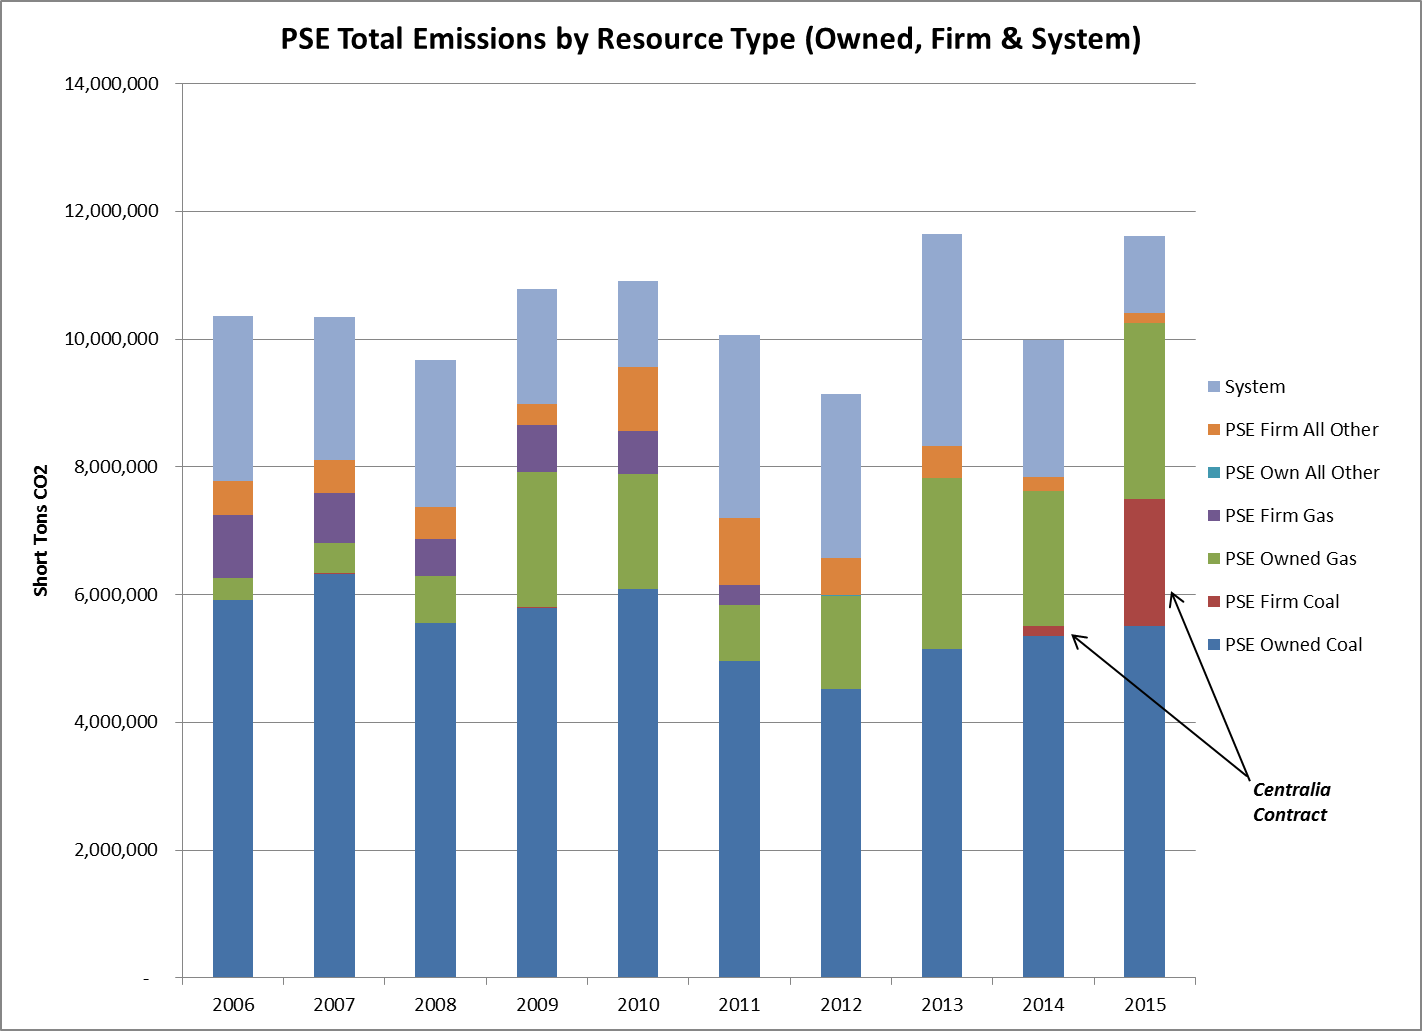 PSE Total Emissions by Resource Type (Owned, Firm & System)
14,000,000
12,000,000
10,000,000
8,000,000
6,000,000
4,000,000
2,000,000
-
Short Tons CO2
2006
2007
2008
2009
2010
2011
2012
2013
2014
2015
System
PSE Firm All Other
PSE Own All Other
PSE Firm Gas
PSE Owned Gas
PSE Firm Coal
PSE Owned Coal
Centralia
Contract